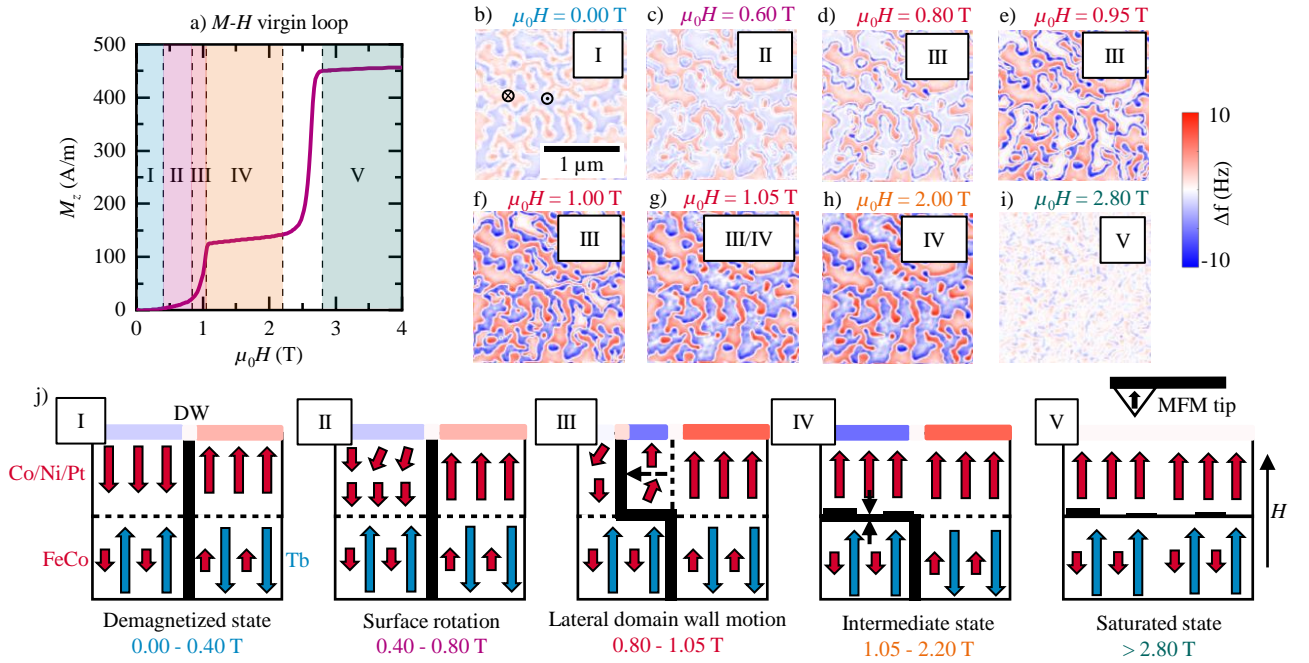 a) M-H virgin loop
500
400
300
200
100
0
M_z (A/m)
I
II
III
IV
V
0
1
2
3
4
μ₀H (T)
b) μ₀H = 0.00 T
I
1 μm
c) μ₀H = 0.60 T
II
d) μ₀H = 0.80 T
III
e) μ₀H = 0.95 T
III
f) μ₀H = 1.00 T
III
g) μ₀H = 1.05 T
III/IV
h) μ₀H = 2.00 T
IV
i) μ₀H = 2.80 T
V
10
Δf (Hz)
-10
j)
I
DW
II
III
IV
V
MFM tip
Co/Ni/Pt
FeCo
Tb
H
Demagnetized state
0.00 - 0.40 T
Surface rotation
0.40 - 0.80 T
Lateral domain wall motion
0.80 - 1.05 T
Intermediate state
1.05 - 2.20 T
Saturated state
> 2.80 T